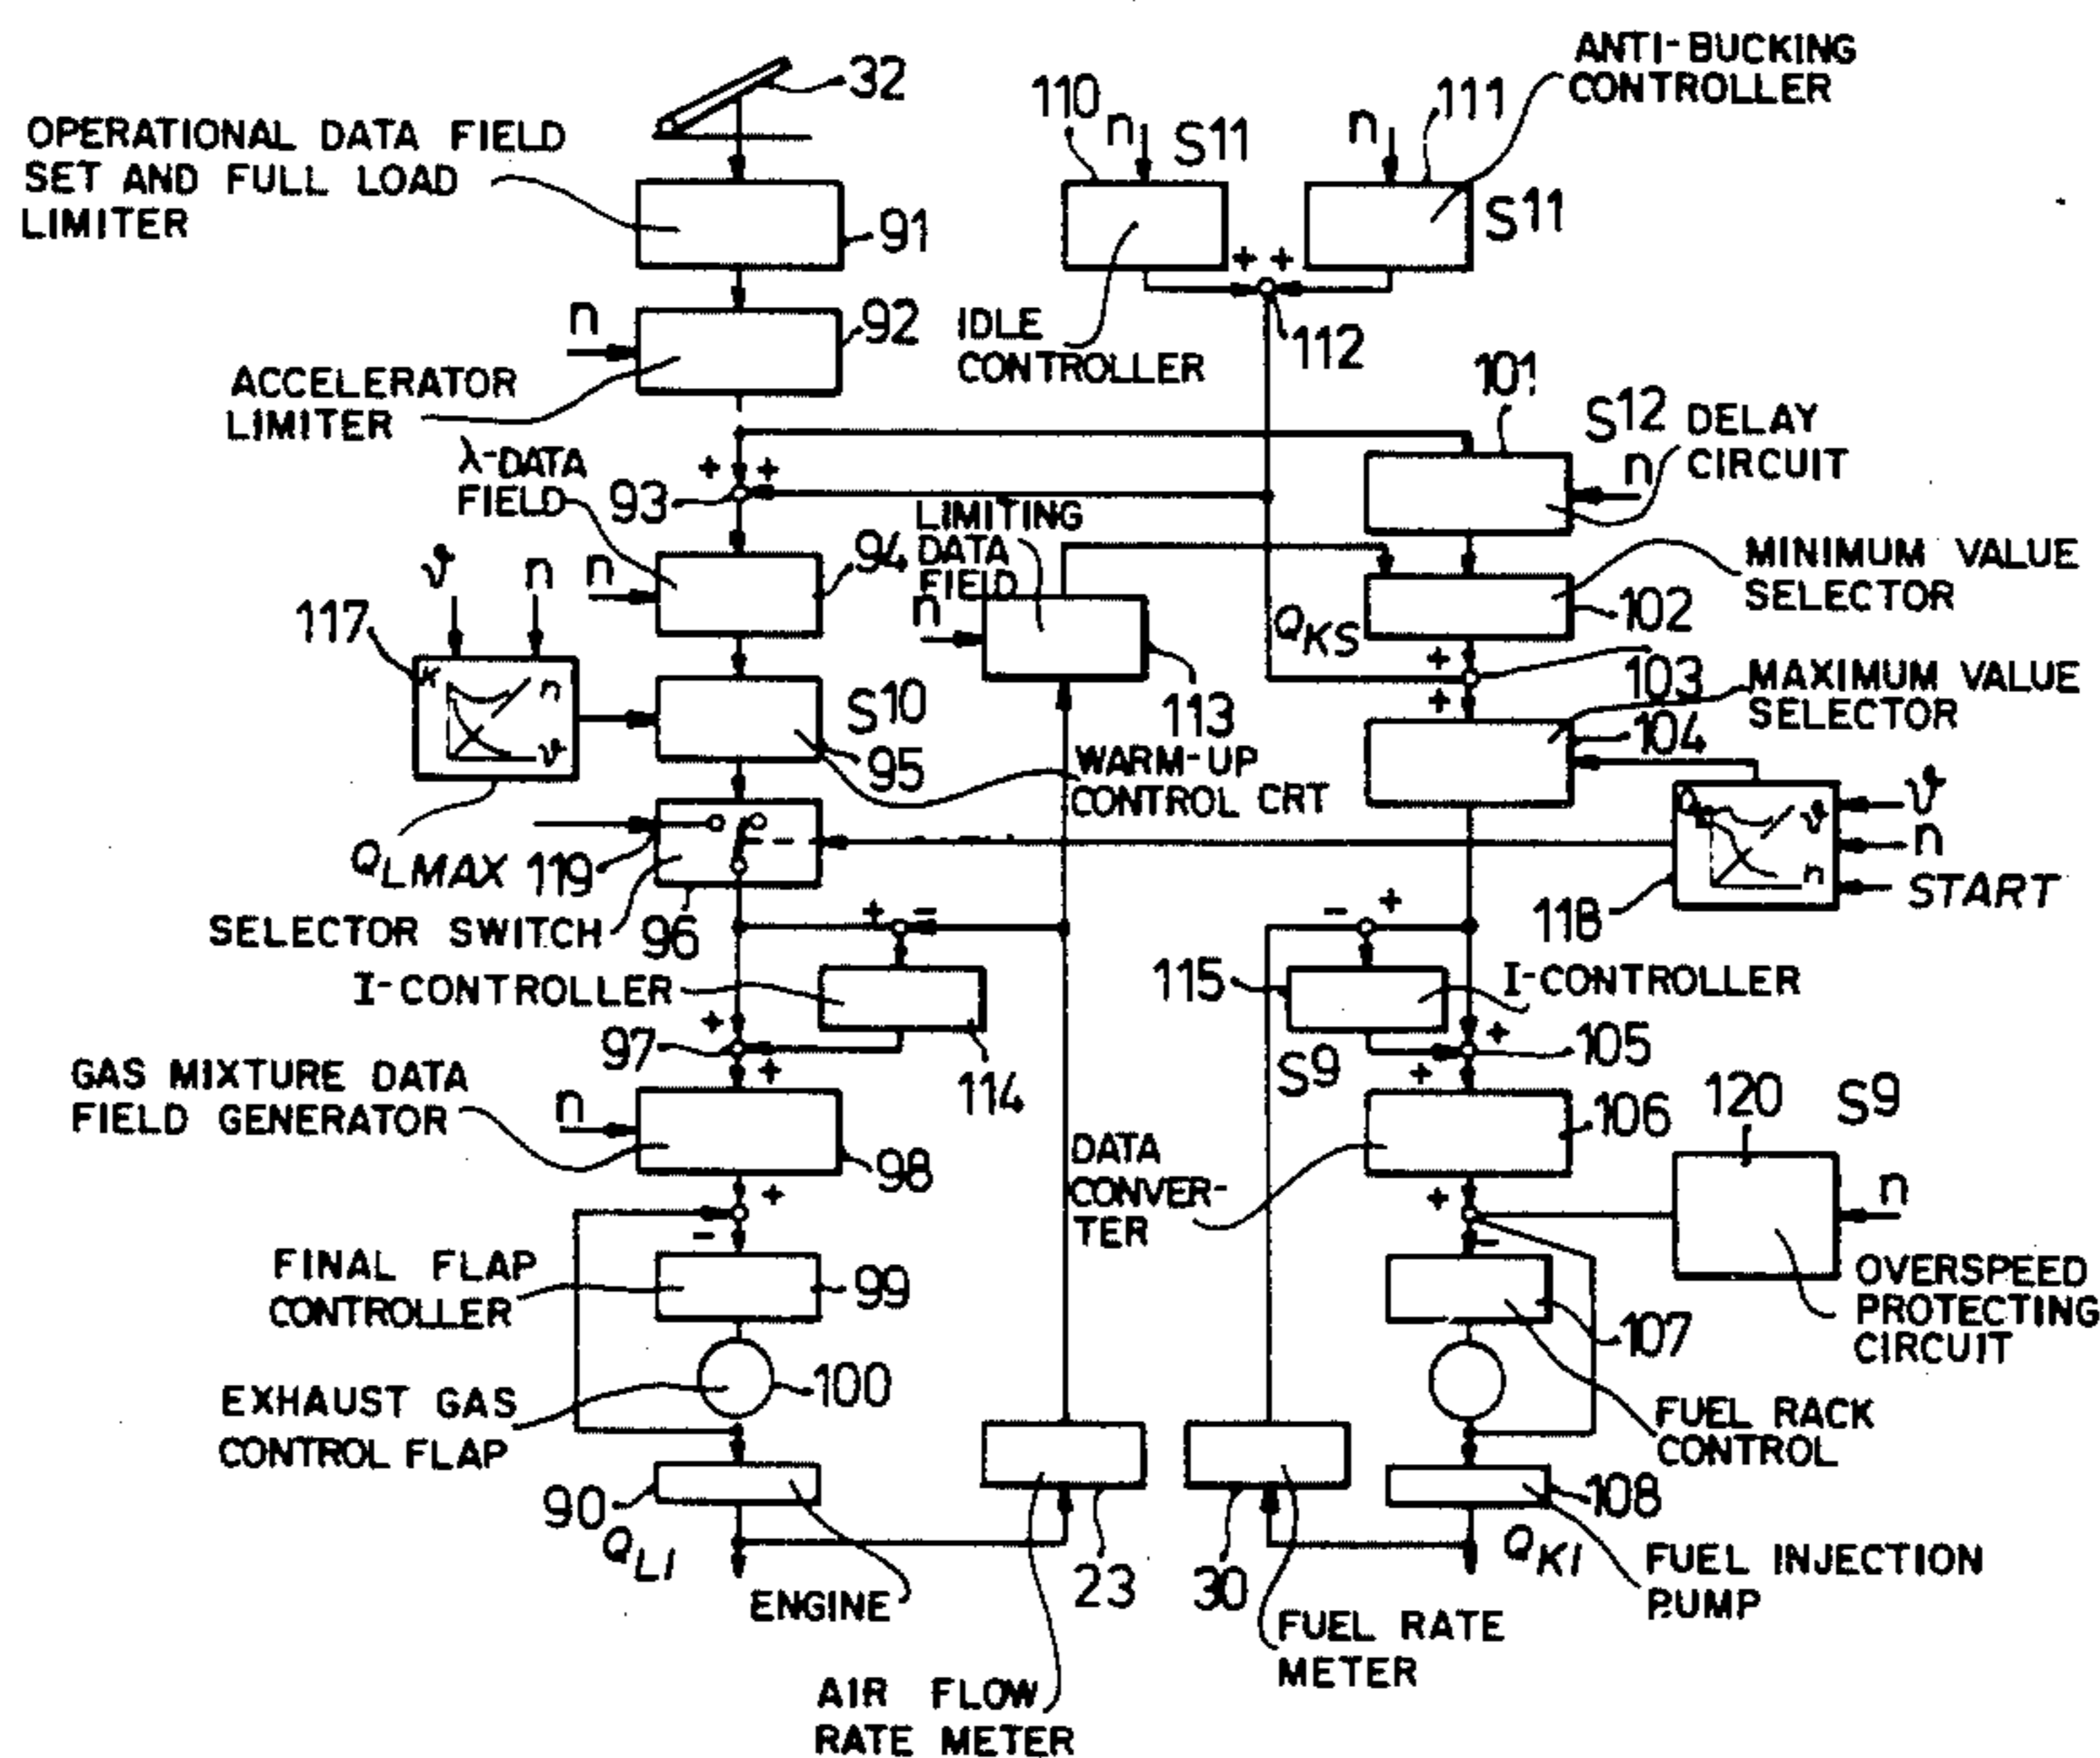 ANTI-BUCKING
CONTROLLER
32
110
n
S11
n
111
OPERATIONAL DATA FIELD
SET AND FULL LOAD
LIMITER
91
S11
+ +
n
92
IDLE
CONTROLLER
112
ACCELERATOR
LIMITER
101
S12
DELAY
CIRCUIT
λ-DATA
FIELD
+ +
93
n
LIMITING
DATA
FIELD
ϑ
n
n
94
MINIMUM VALUE
SELECTOR
117
n
QKS
102
K
n
ϑ
S10
95
113
+
+
103
MAXIMUM VALUE
SELECTOR
104
WARM-UP
CONTROL CRT
ϑ
n
ϑ
n
START
QLMAX
119
118
SELECTOR SWITCH
96
+ -
- +
I-CONTROLLER
115
I-CONTROLLER
97
+
+
114
S9
+
+
105
GAS MIXTURE DATA
FIELD GENERATOR
n
98
106
120
S9
DATA
CONVER-
TER
+
-
+
-
n
FINAL FLAP
CONTROLLER
99
107
OVERSPEED
PROTECTING
CIRCUIT
EXHAUST GAS
CONTROL FLAP
100
FUEL RACK
CONTROL
90
QLI
ENGINE
23
30
108
QKI
FUEL INJECTION
PUMP
FUEL RATE
METER
AIR FLOW
RATE METER